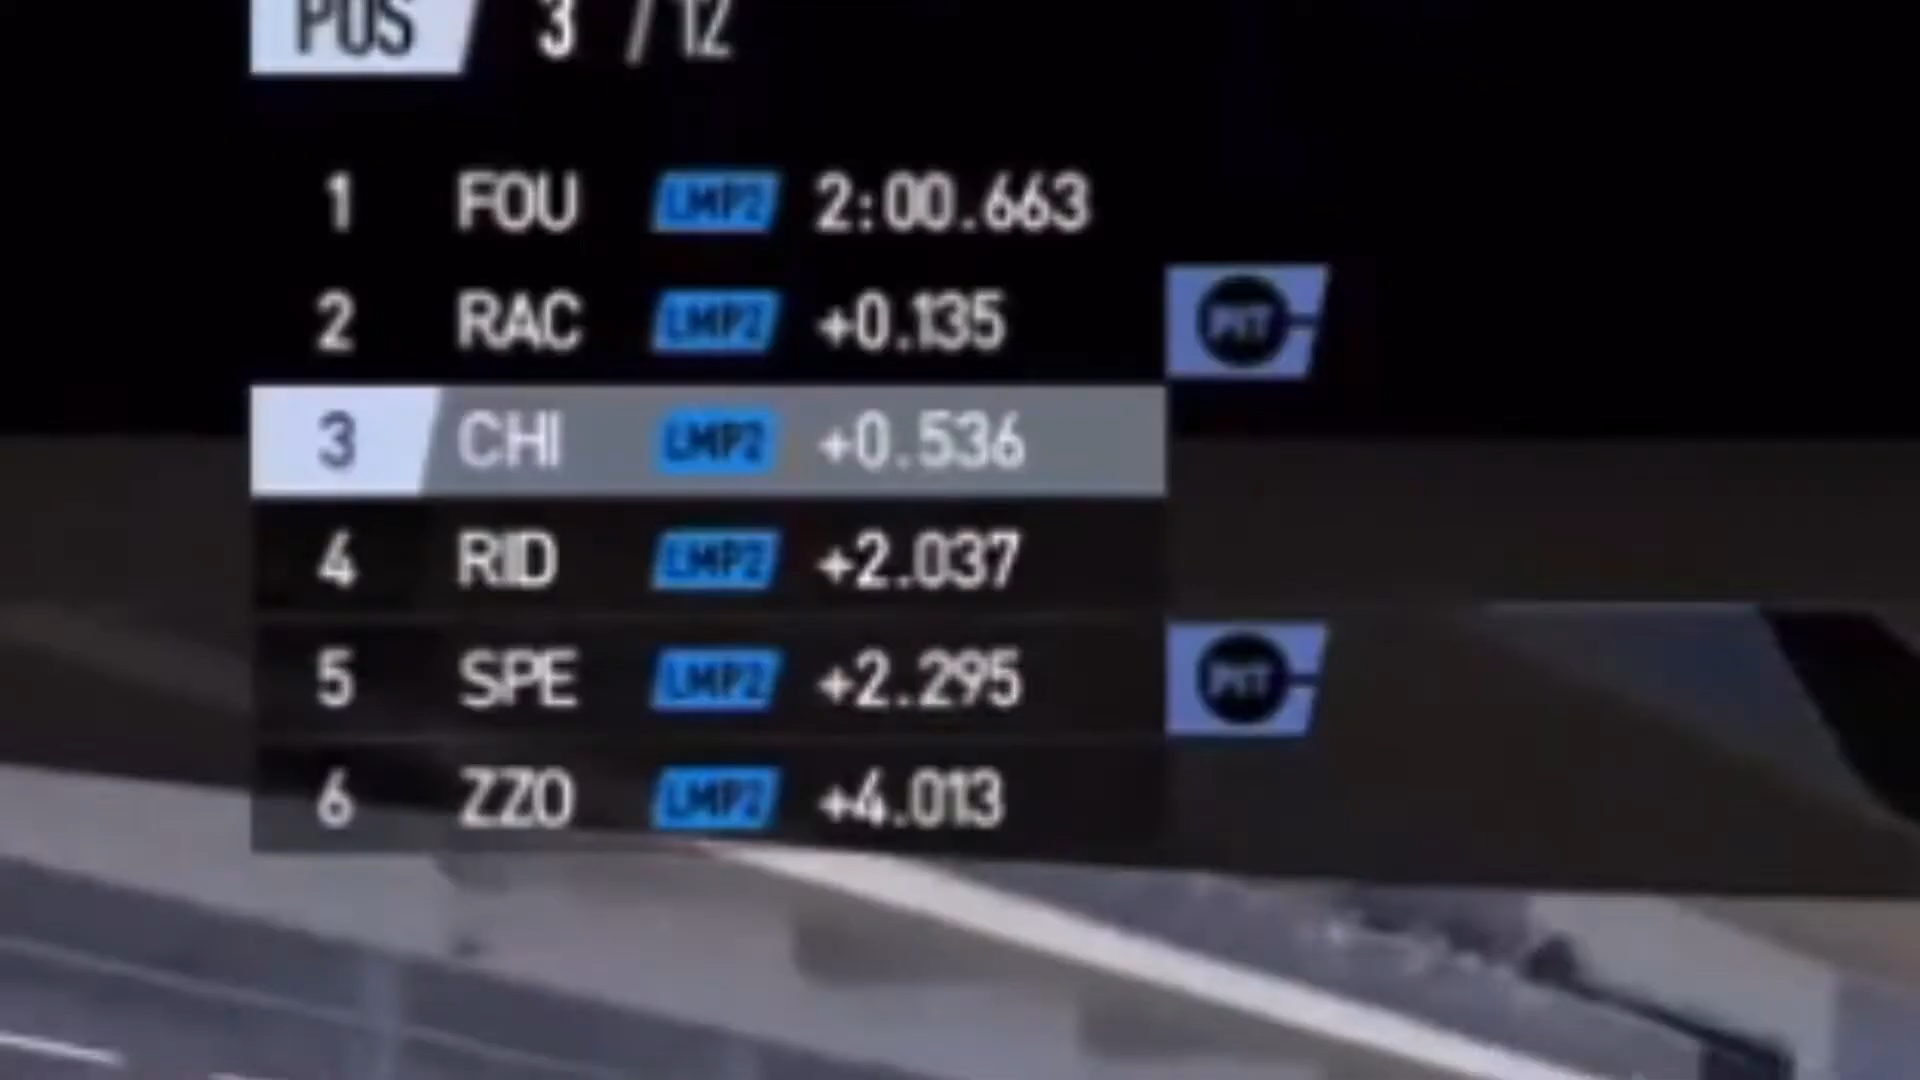 POS 3 / 12
1 FOU LMP2 2:00.663
2 RAC LMP2 +0.135 PIT
3 CHI LMP2 +0.536
4 RID LMP2 +2.037
5 SPE LMP2 +2.295 PIT
6 ZZO LMP2 +4.013